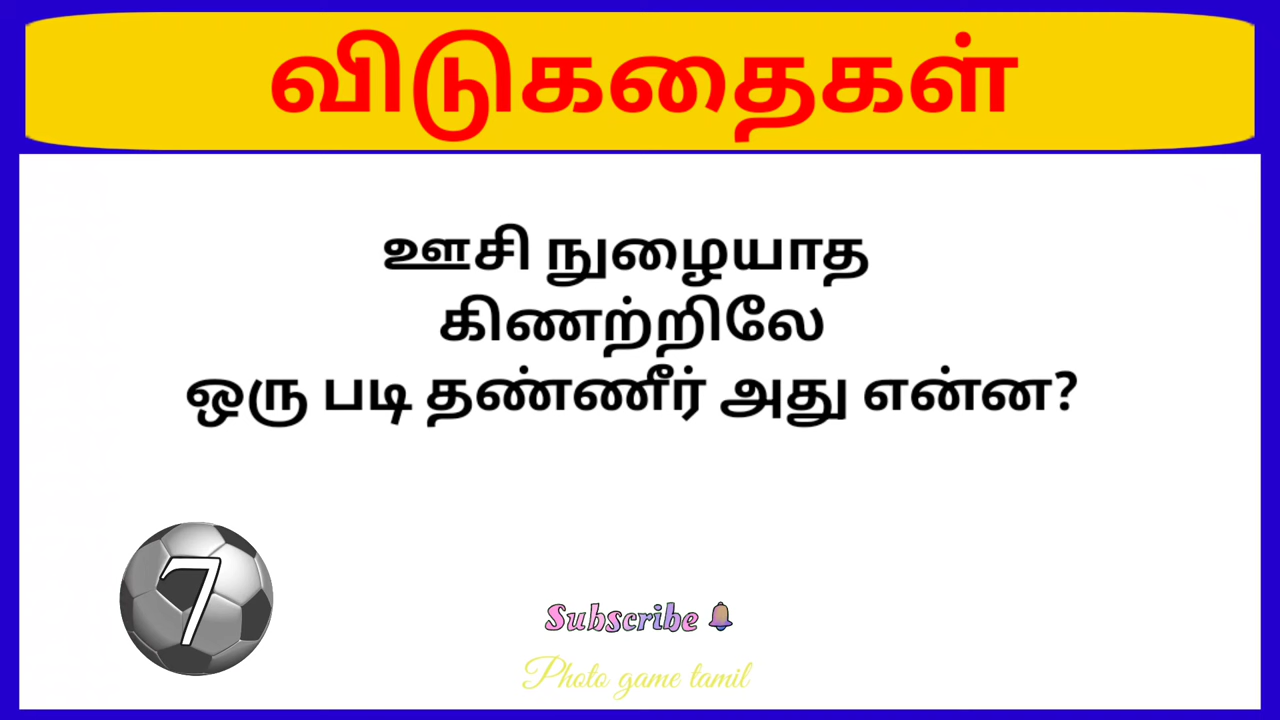 விடுகதைகள்
ஊசி நுழையாத
கிணற்றிலே
ஒரு படி தண்ணீர் அது என்ன?
7
Subscribe
Photo game tamil